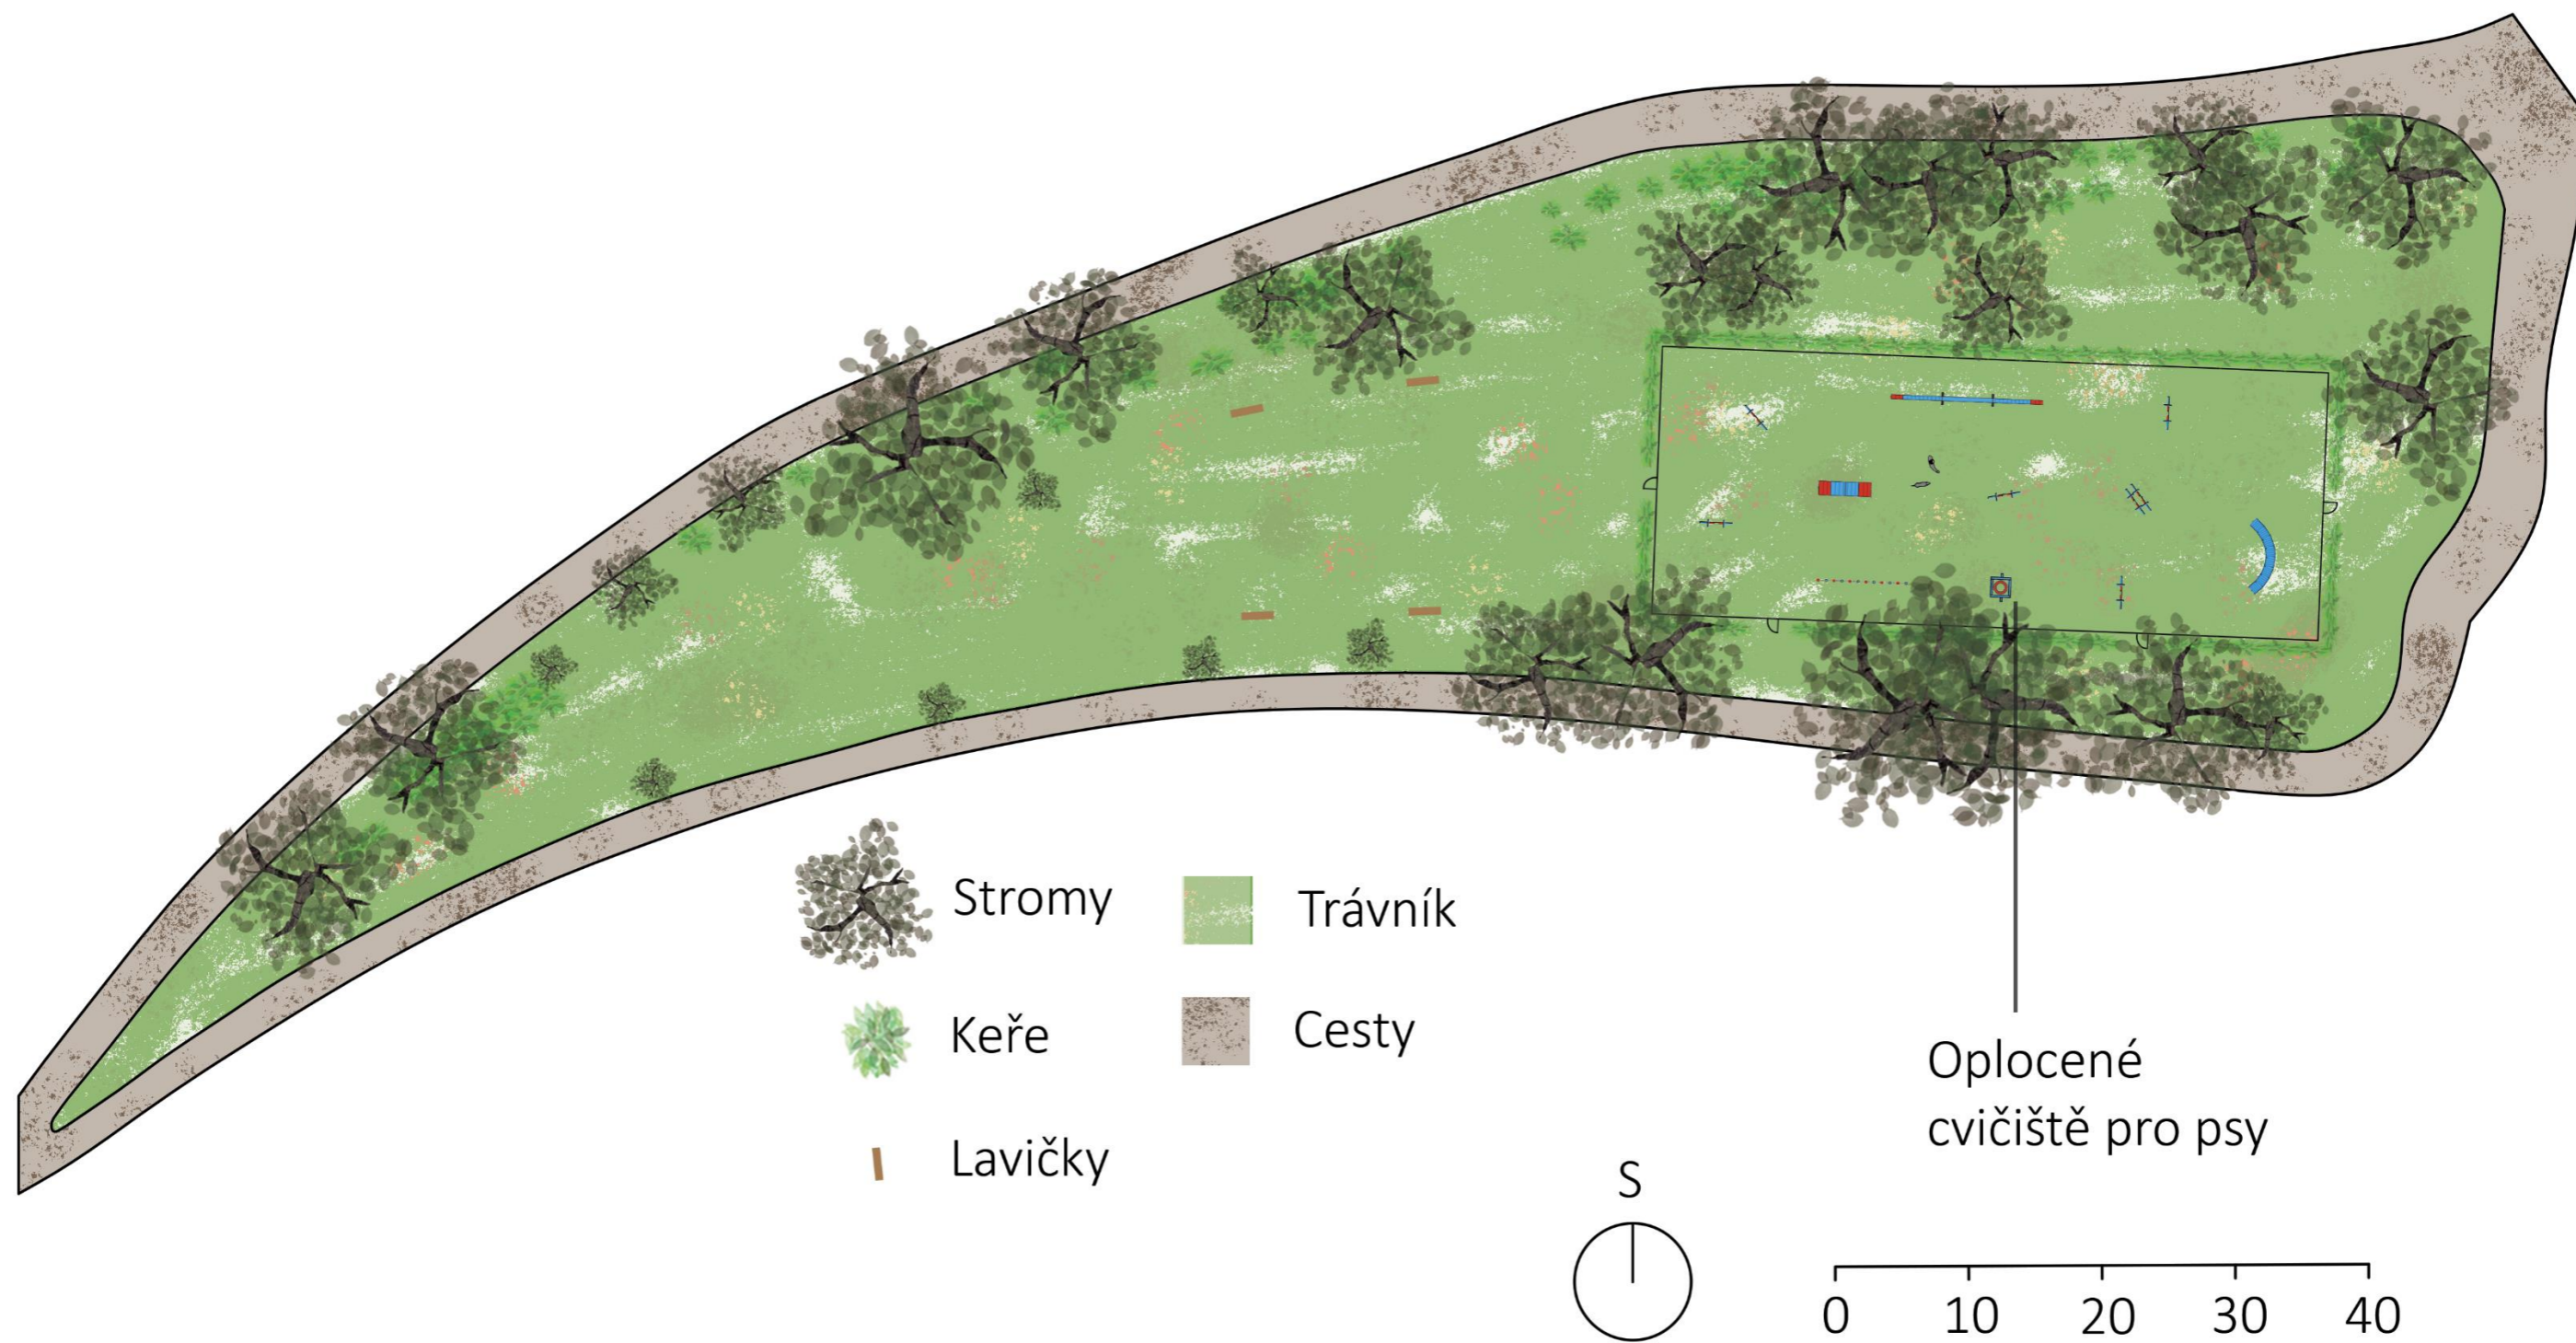 Stromy
Trávník
Keře
Cesty
Lavičky
Oplocené
cvičiště pro psy
S
0 10 20 30 40